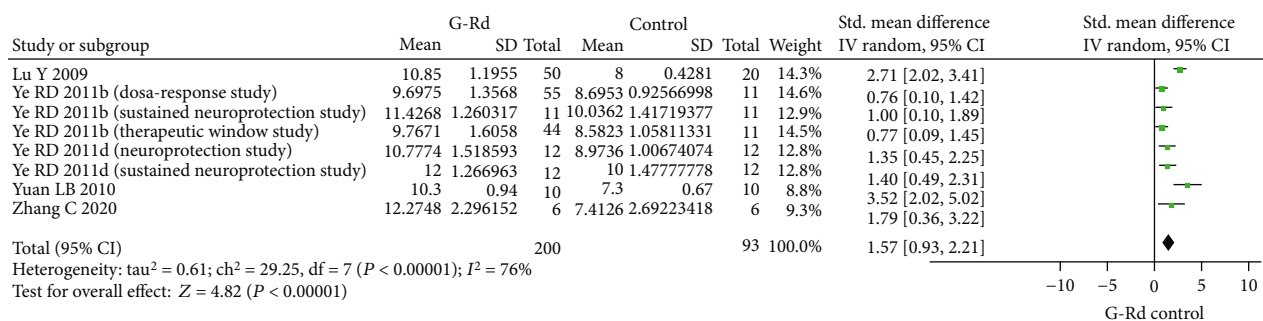 G-Rd Control Std. mean difference Std. mean difference
Study or subgroup Mean SD Total Mean SD Total Weight IV random, 95% CI IV random, 95% CI
Lu Y 2009 10.85 1.1955 50 8 0.4281 20 14.3% 2.71 [2.02, 3.41]
Ye RD 2011b (dosa-response study) 9.6975 1.3568 55 8.6953 0.92566998 11 14.6% 0.76 [0.10, 1.42]
Ye RD 2011b (sustained neuroprotection study) 11.4268 1.260317 11 10.0362 1.41719377 11 12.9% 1.00 [0.10, 1.89]
Ye RD 2011b (therapeutic window study) 9.7671 1.6058 44 8.5823 1.05811331 11 14.5% 0.77 [0.09, 1.45]
Ye RD 2011d (neuroprotection study) 10.7774 1.518593 12 8.9736 1.00674074 12 12.8% 1.35 [0.45, 2.25]
Ye RD 2011d (sustained neuroprotection study) 12 1.266963 12 10 1.47777778 12 12.8% 1.40 [0.49, 2.31]
Yuan LB 2010 10.3 0.94 10 7.3 0.67 10 8.8% 3.52 [2.02, 5.02]
Zhang C 2020 12.2748 2.296152 6 7.4126 2.69223418 6 9.3% 1.79 [0.36, 3.22]
Total (95% CI) 200 93 100.0% 1.57 [0.93, 2.21]
Heterogeneity: tau² = 0.61; ch² = 29.25, df = 7 (P < 0.00001); I² = 76%
Test for overall effect: Z = 4.82 (P < 0.00001)
−10 −5 0 5 10
G-Rd control